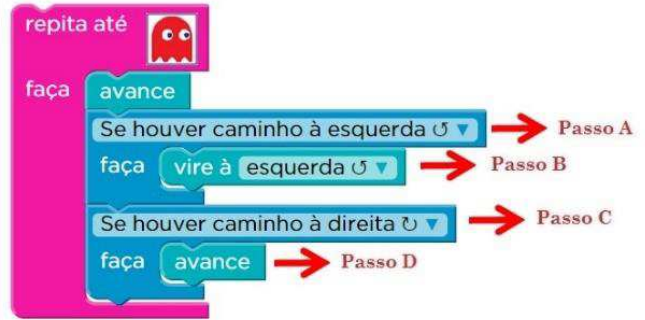 repita até
faça avance
Se houver caminho à esquerda ↺ ▼ Passo A
faça vire à esquerda ↺ ▼ Passo B
Se houver caminho à direita ↻ ▼ Passo C
faça avance Passo D